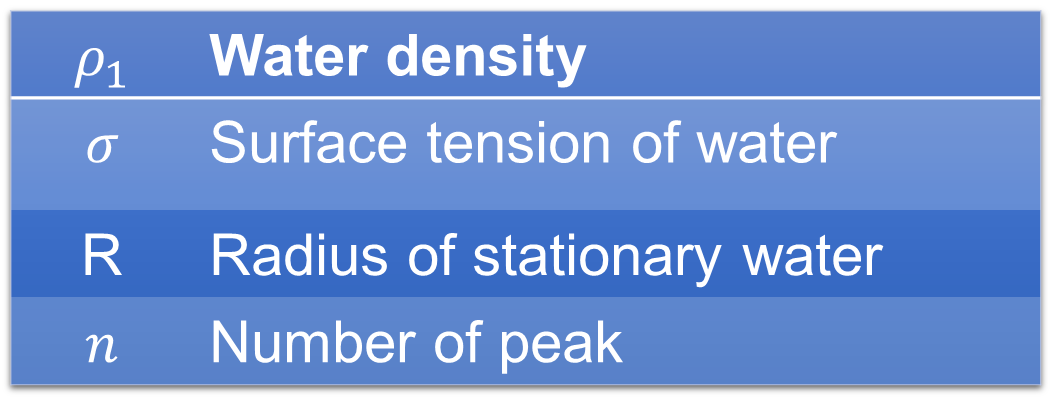 ρ₁ Water density
σ Surface tension of water
R Radius of stationary water
n Number of peak